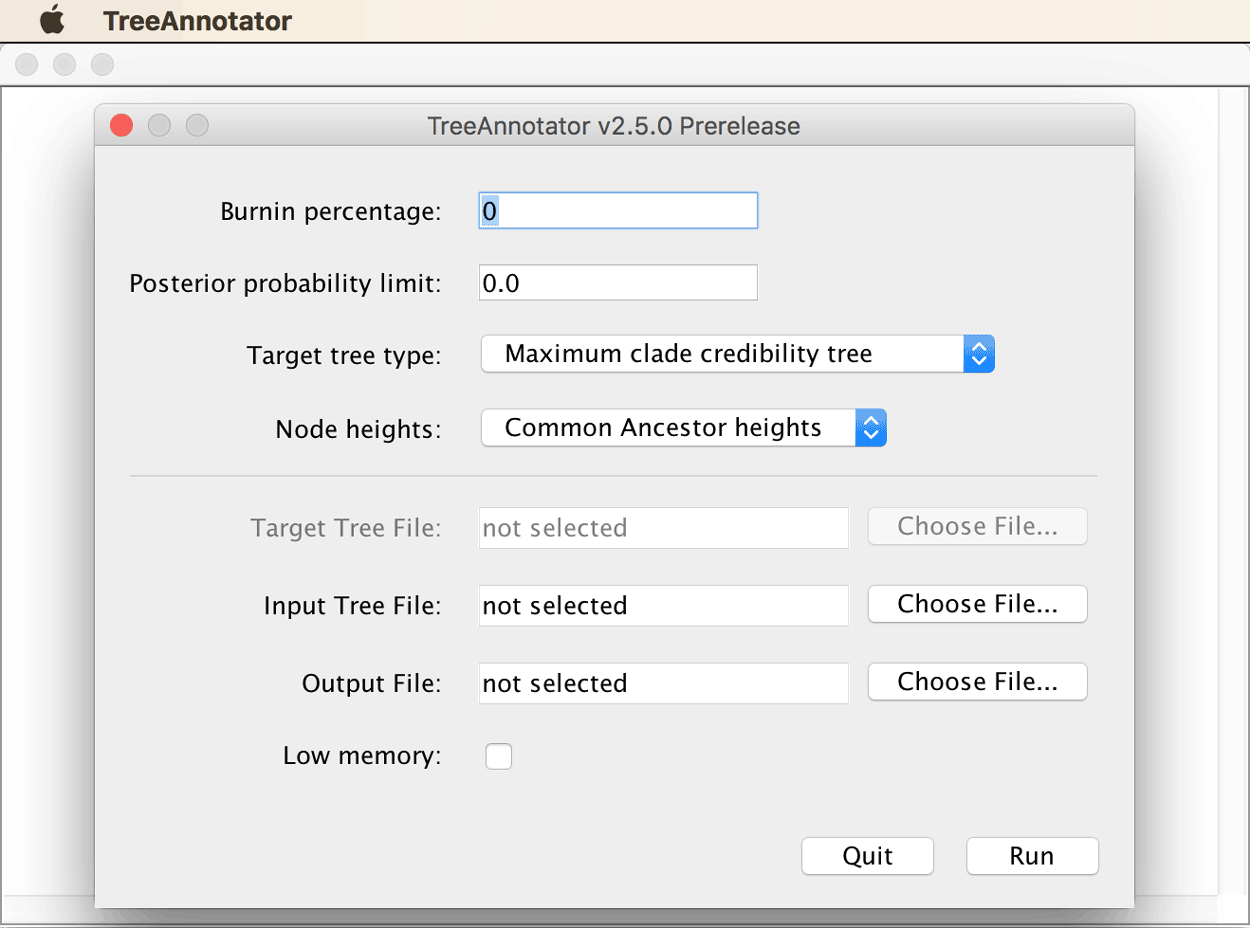 TreeAnnotator
TreeAnnotator v2.5.0 Prerelease
Burnin percentage: 0
Posterior probability limit: 0.0
Target tree type: Maximum clade credibility tree
Node heights: Common Ancestor heights
Target Tree File: not selected Choose File...
Input Tree File: not selected Choose File...
Output File: not selected Choose File...
Low memory:
Quit Run